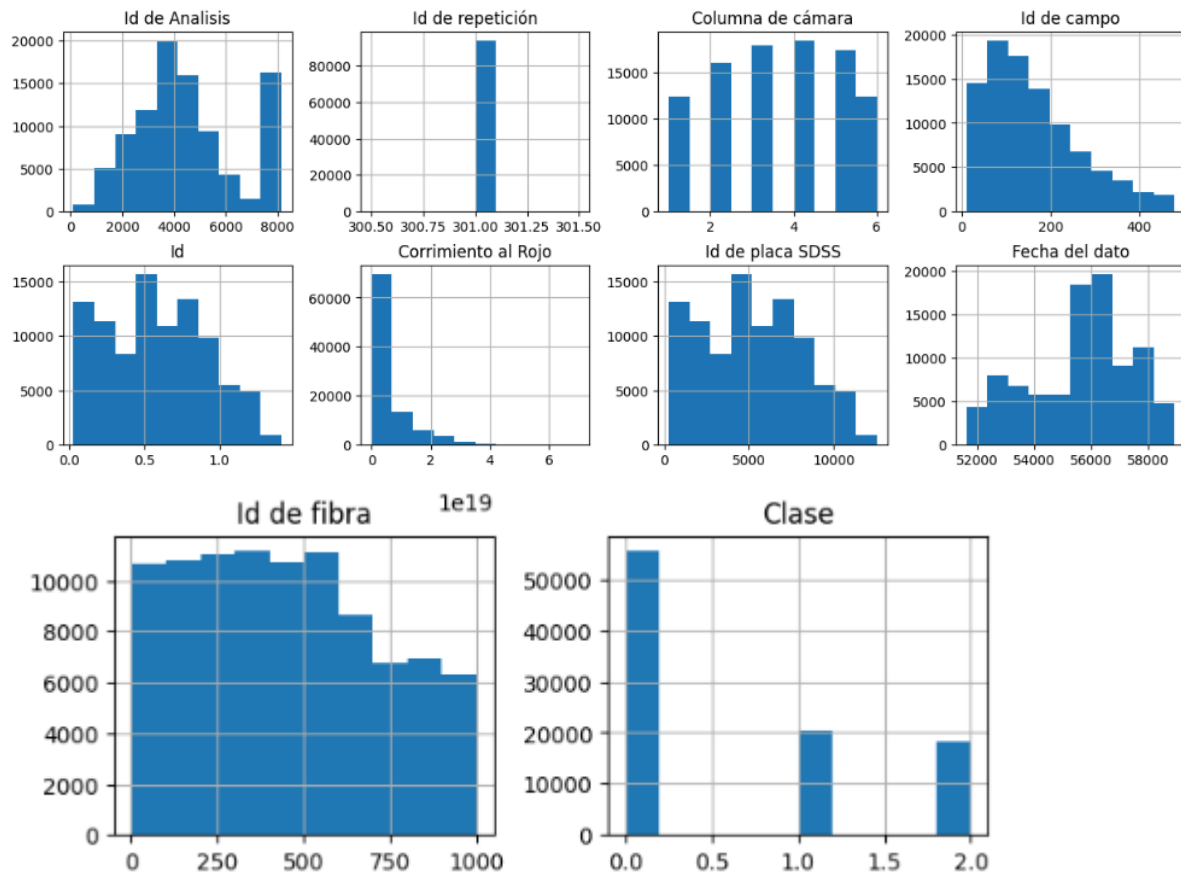 Id de Analisis
20000
15000
10000
5000
0
0 2000 4000 6000 8000
Id de repetición
80000
60000
40000
20000
0
300.50 300.75 301.00 301.25 301.50
Columna de cámara
15000
10000
5000
0
2 4 6
Id de campo
20000
15000
10000
5000
0
200 400
Id
15000
10000
5000
0
0.0 0.5 1.0
Corrimiento al Rojo
60000
40000
20000
0
0 2 4 6
Id de placa SDSS
15000
10000
5000
0
0 5000 10000
Fecha del dato
20000
15000
10000
5000
0
52000 54000 56000 58000
Id de fibra
1e19
10000
8000
6000
4000
2000
0
0 250 500 750 1000
Clase
50000
40000
30000
20000
10000
0
0.0 0.5 1.0 1.5 2.0